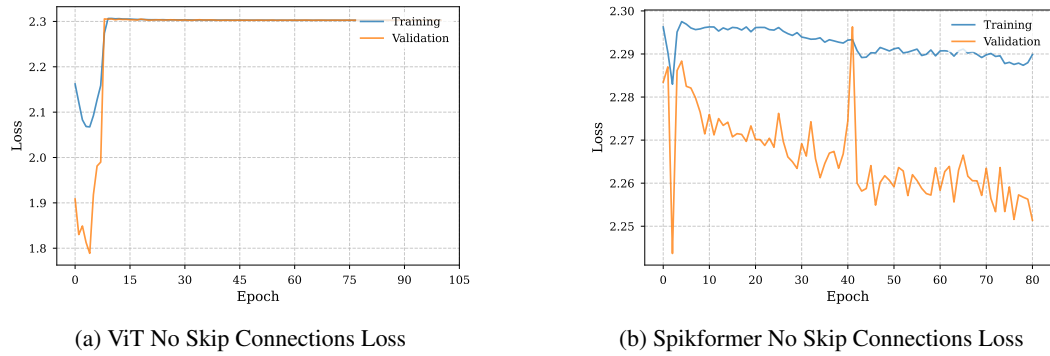 2.3
2.2
2.1
2.0
1.9
1.8
Loss
0
15
30
45
60
75
90
105
Epoch
Training
Validation
(a) ViT No Skip Connections Loss
2.30
2.29
2.28
2.27
2.26
2.25
Loss
0
10
20
30
40
50
60
70
80
Epoch
Training
Validation
(b) Spikformer No Skip Connections Loss